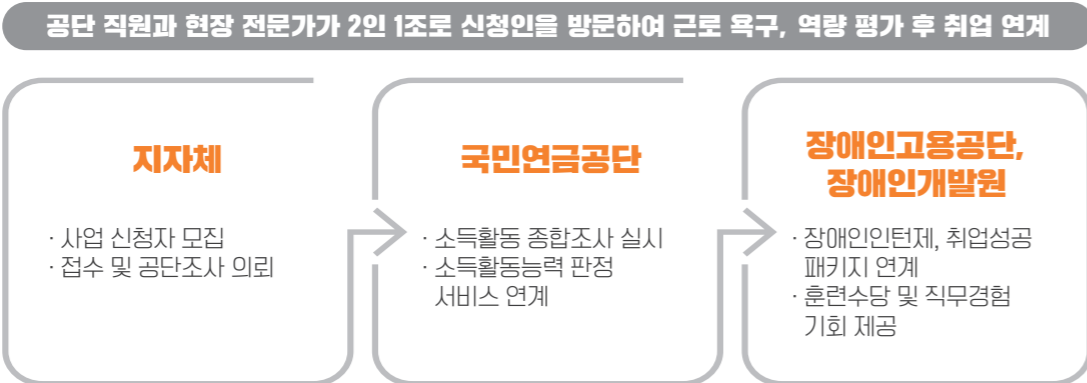 공단 직원과 현장 전문가가 2인 1조로 신청인을 방문하여 근로 욕구, 역량 평가 후 취업 연계
지자체
· 사업 신청자 모집
· 접수 및 공단조사 의뢰
국민연금공단
· 소득활동 종합조사 실시
· 소득활동능력 판정
서비스 연계
장애인고용공단,
장애인개발원
· 장애인인턴제, 취업성공
패키지 연계
· 훈련수당 및 직무경험
기회 제공